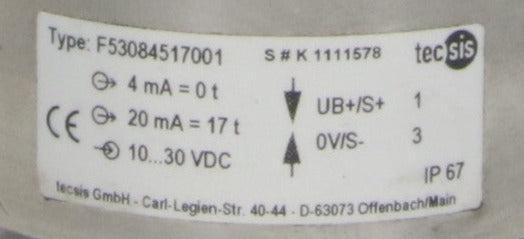 Type: F53084517001 S # K 1111578 tecsis
4 mA = 0 t
20 mA = 17 t
10...30 VDC
UB+/S+ 1
0V/S- 3
CE
IP 67
tecsis GmbH - Carl-Legien-Str. 40-44 - D-63073 Offenbach/Main